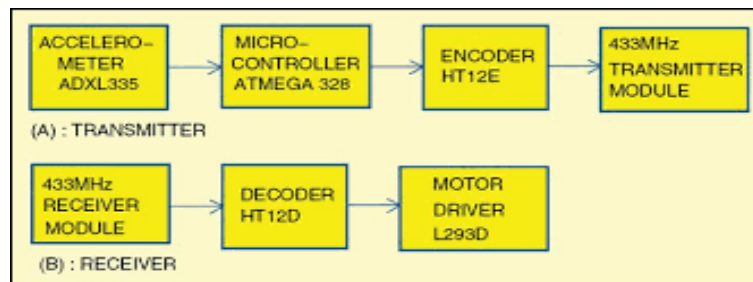 ACCELERO-
METER
ADXL335
MICRO-
CONTROLLER
ATMEGA 328
ENCODER
HT12E
433MHz
TRANSMITTER
MODULE
(A) : TRANSMITTER
433MHz
RECEIVER
MODULE
DECODER
HT12D
MOTOR
DRIVER
L293D
(B) : RECEIVER